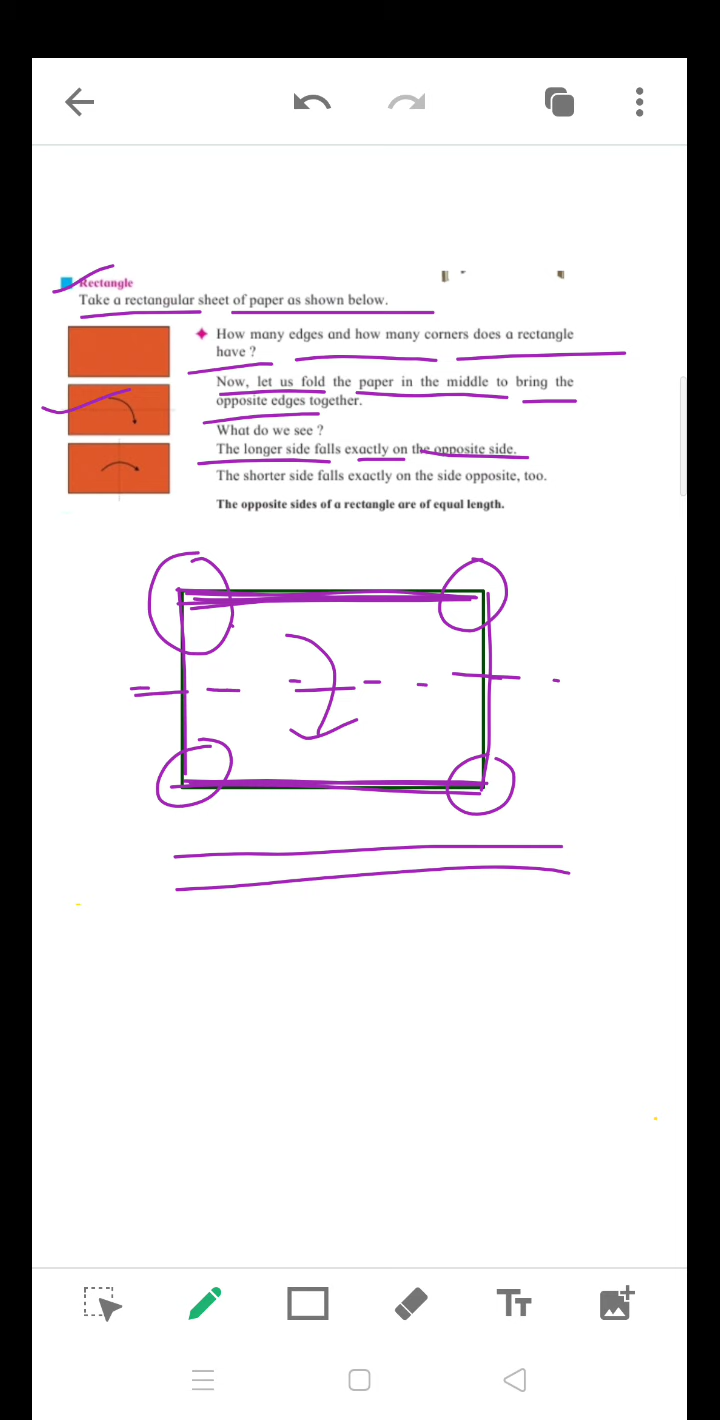 Rectangle
Take a rectangular sheet of paper as shown below.
How many edges and how many corners does a rectangle
have ?
Now, let us fold the paper in the middle to bring the
opposite edges together.
What do we see ?
The longer side falls exactly on the opposite side.
The shorter side falls exactly on the side opposite, too.
The opposite sides of a rectangle are of equal length.
TT